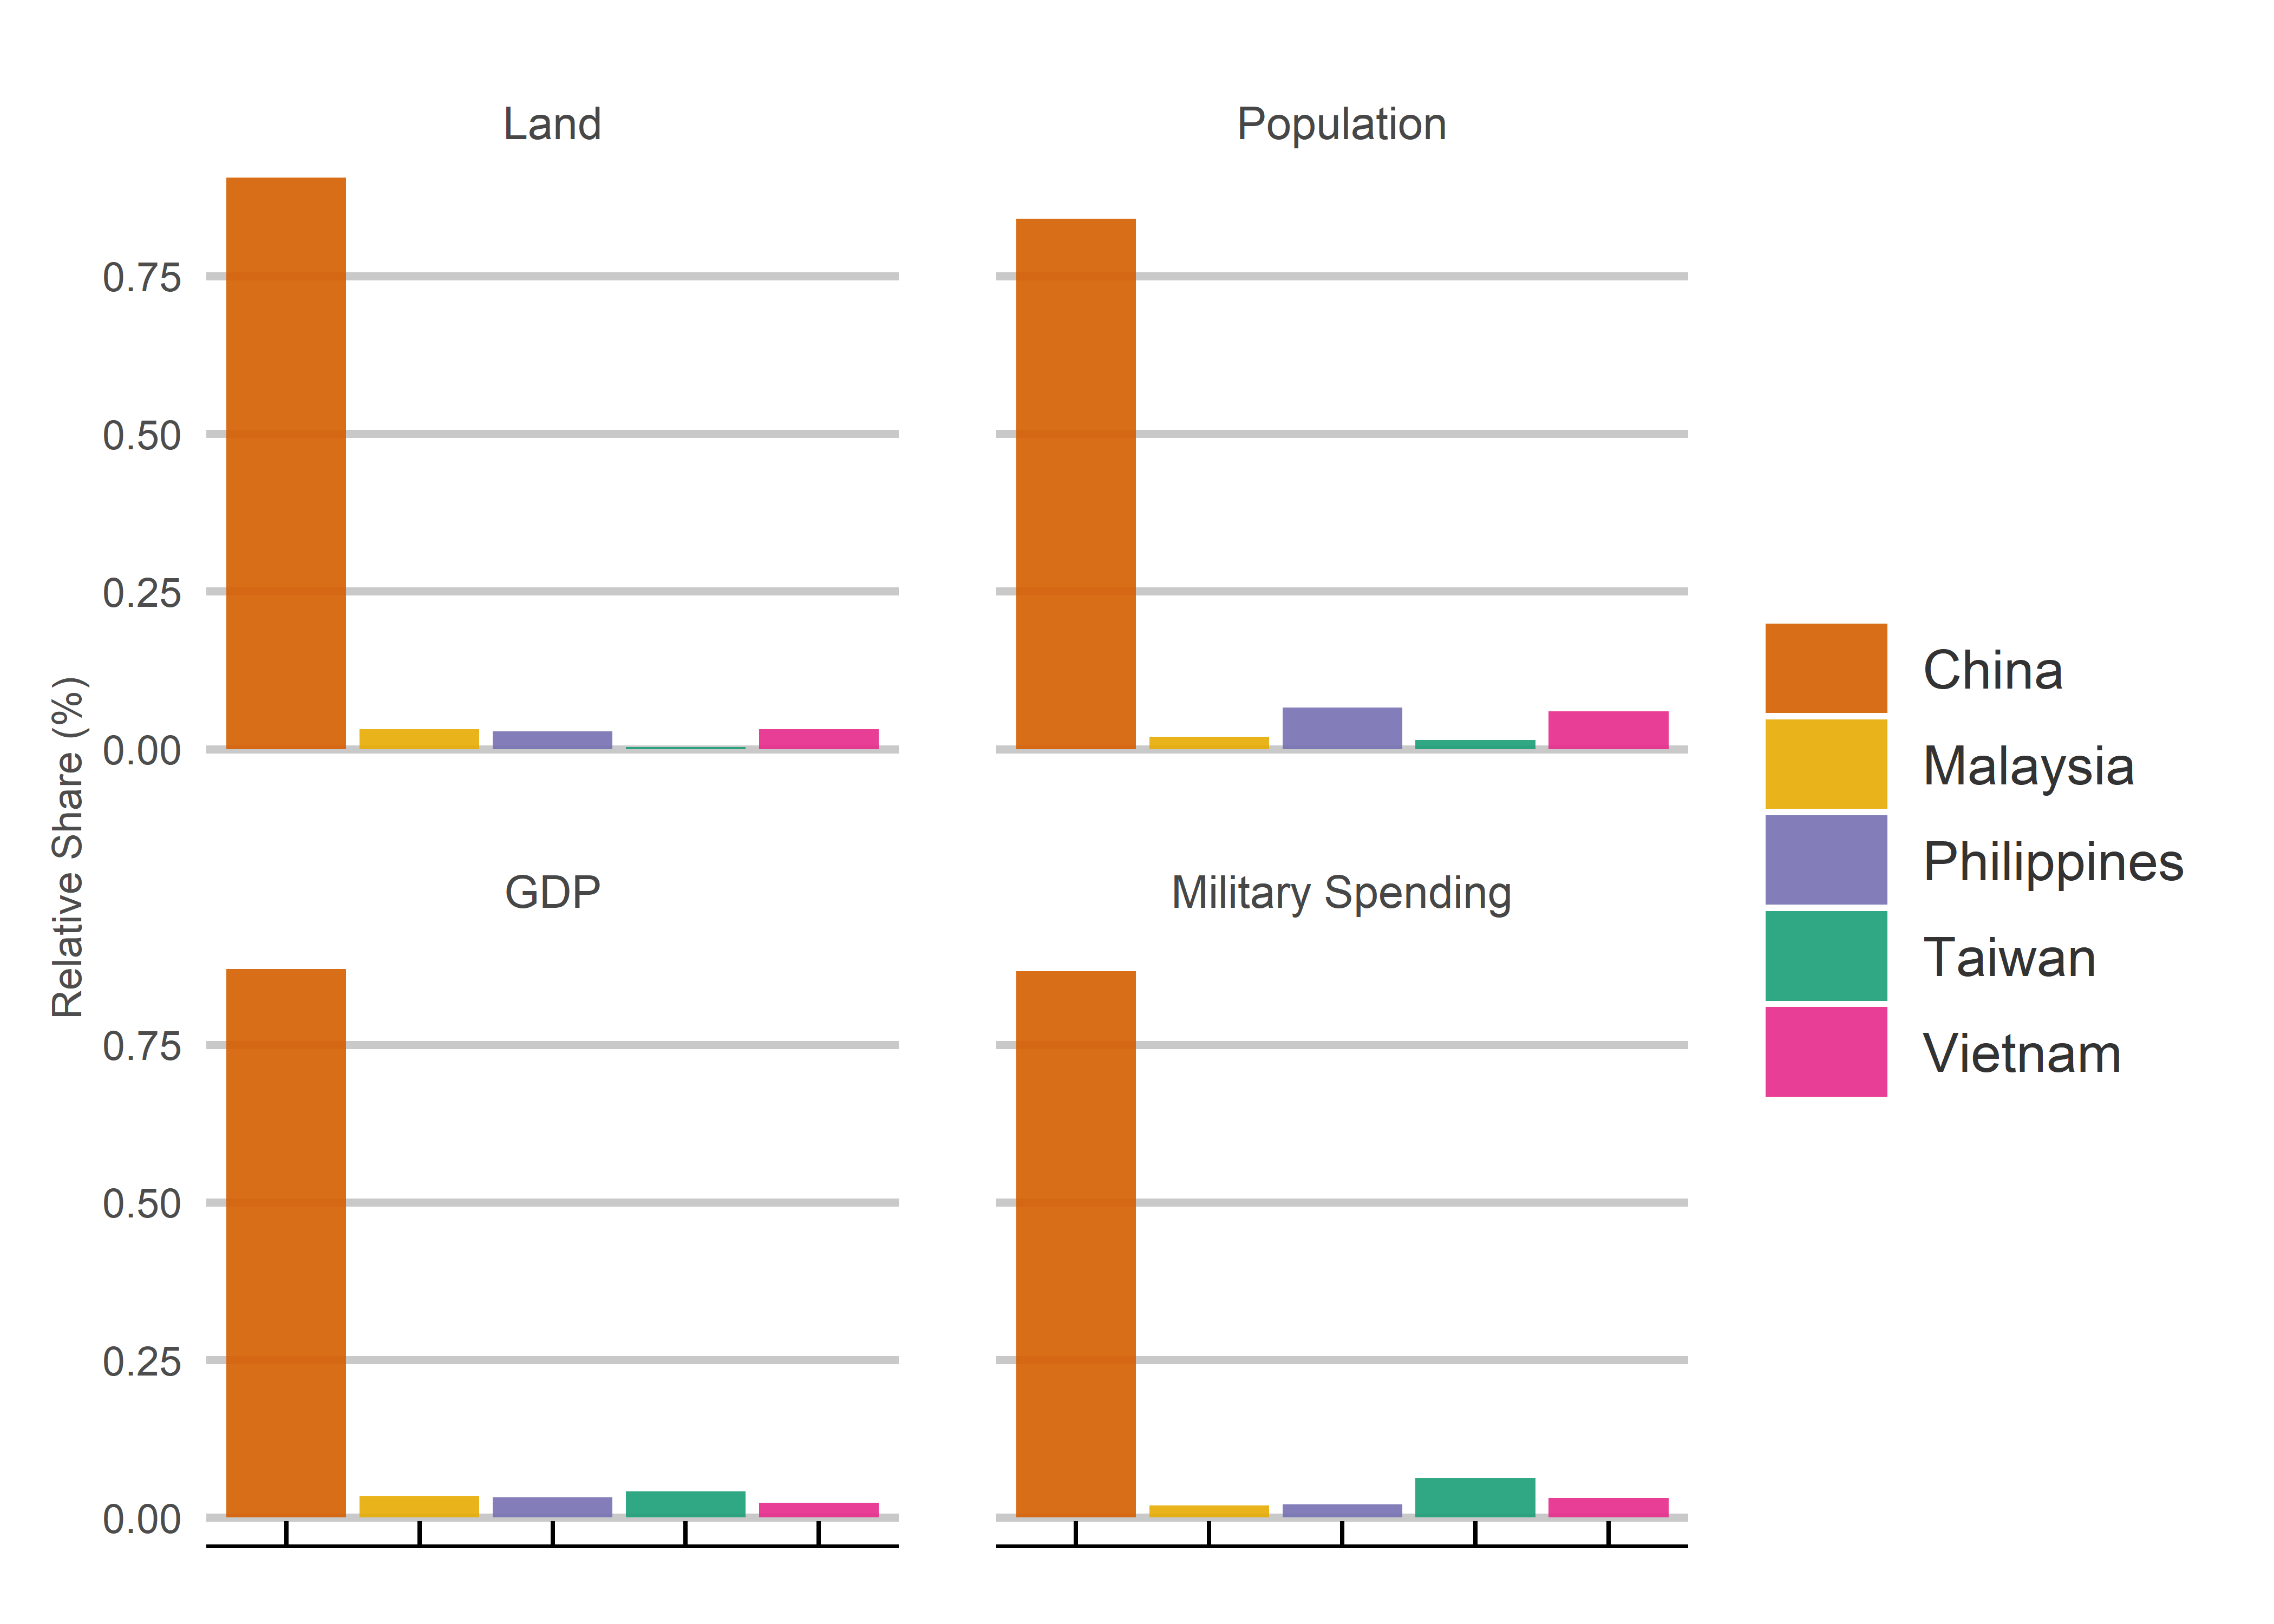 Land
Population
0.75
0.50
0.25
0.00
Relative Share (%)
GDP
Military Spending
0.75
0.50
0.25
0.00
China
Malaysia
Philippines
Taiwan
Vietnam